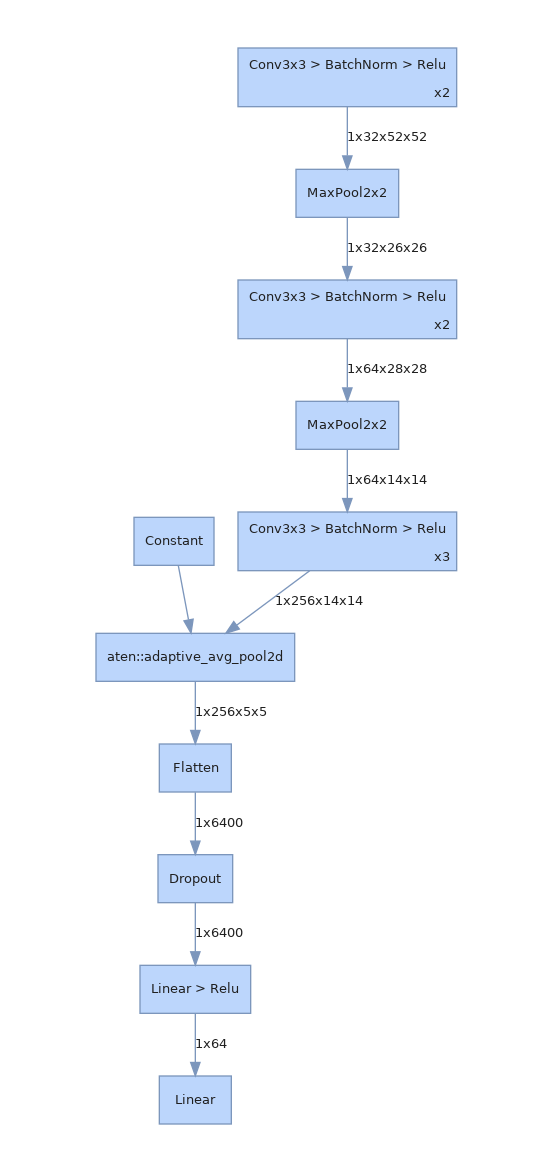 Conv3x3 > BatchNorm > Relu
x2
1x32x52x52
MaxPool2x2
1x32x26x26
Conv3x3 > BatchNorm > Relu
x2
1x64x28x28
MaxPool2x2
1x64x14x14
Constant
Conv3x3 > BatchNorm > Relu
x3
1x256x14x14
aten::adaptive_avg_pool2d
1x256x5x5
Flatten
1x6400
Dropout
1x6400
Linear > Relu
1x64
Linear